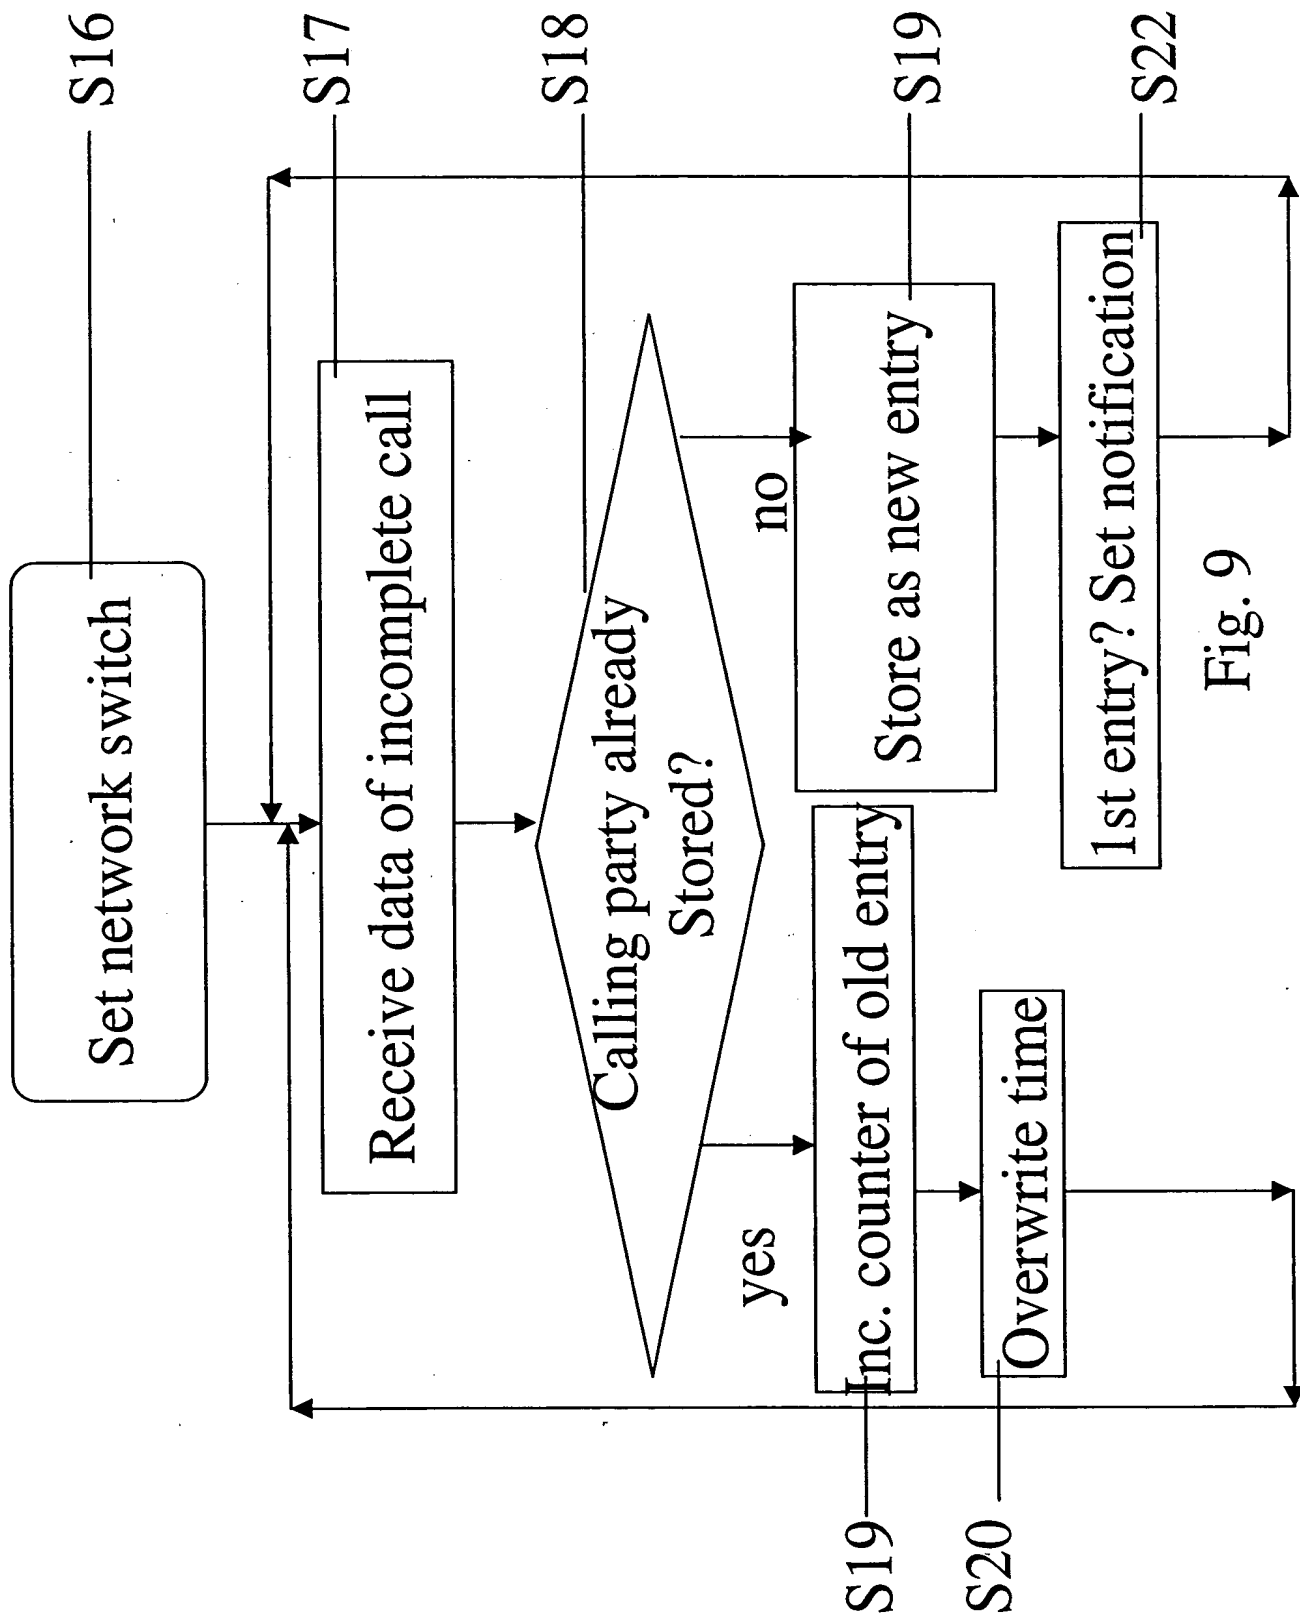 Set network switch
S16
Receive data of incomplete call
S17
Calling party already
Stored?
S18
yes
no
Inc. counter of old entry
S19
Store as new entry
S19
Overwrite time
S20
1st entry? Set notification
S22
Fig. 9